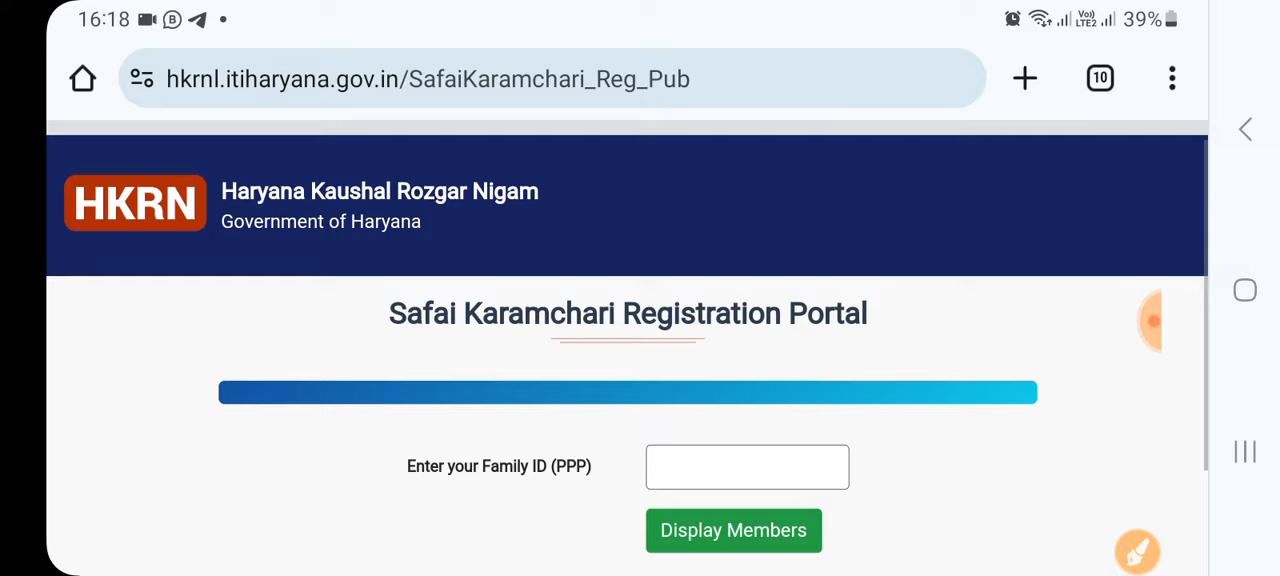 16:18 39%
hkrnl.itiharyana.gov.in/SafaiKaramchari_Reg_Pub 10
HKRN
Haryana Kaushal Rozgar Nigam
Government of Haryana
Safai Karamchari Registration Portal
Enter your Family ID (PPP)
Display Members